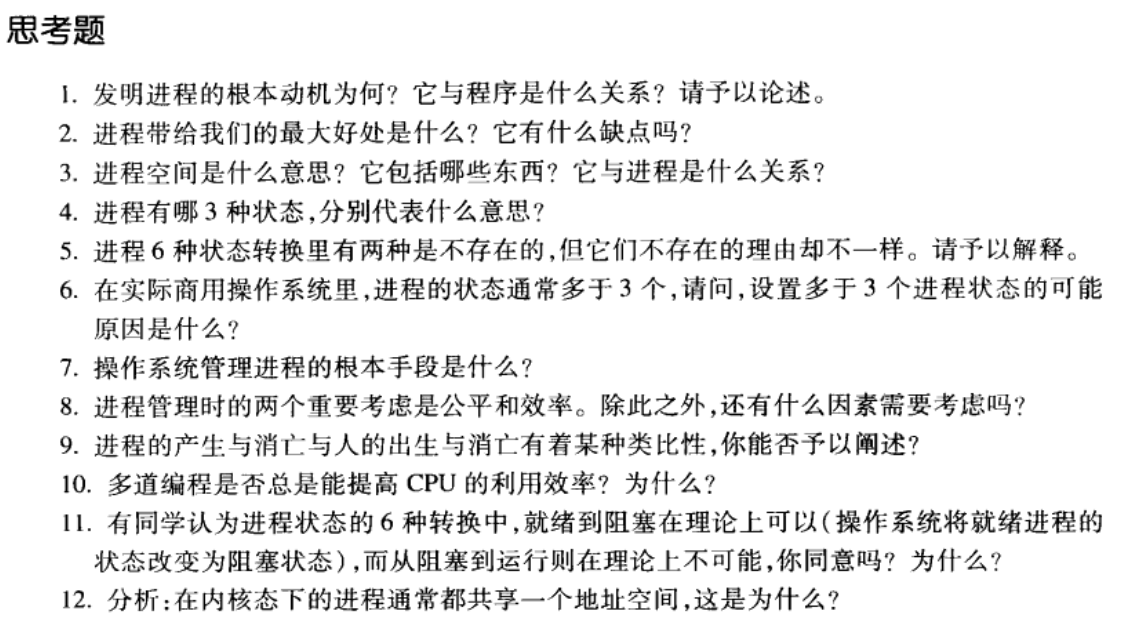 思考题
1. 发明进程的根本动机为何？它与程序是什么关系？请予以论述。
2. 进程带给我们的最大好处是什么？它有什么缺点吗？
3. 进程空间是什么意思？它包括哪些东西？它与进程是什么关系？
4. 进程有哪 3 种状态，分别代表什么意思？
5. 进程 6 种状态转换里有两种是不存在的，但它们不存在的理由却不一样。请予以解释。
6. 在实际商用操作系统里，进程的状态通常多于 3 个，请问，设置多于 3 个进程状态的可能
原因是什么？
7. 操作系统管理进程的根本手段是什么？
8. 进程管理时的两个重要考虑是公平和效率。除此之外，还有什么因素需要考虑吗？
9. 进程的产生与消亡与人的出生与消亡有着某种类比性，你能否予以阐述？
10. 多道编程是否总是能提高 CPU 的利用效率？为什么？
11. 有同学认为进程状态的 6 种转换中，就绪到阻塞在理论上可以（操作系统将就绪进程的
状态改变为阻塞状态），而从阻塞到运行则在理论上不可能，你同意吗？为什么？
12. 分析：在内核态下的进程通常都共享一个地址空间，这是为什么？